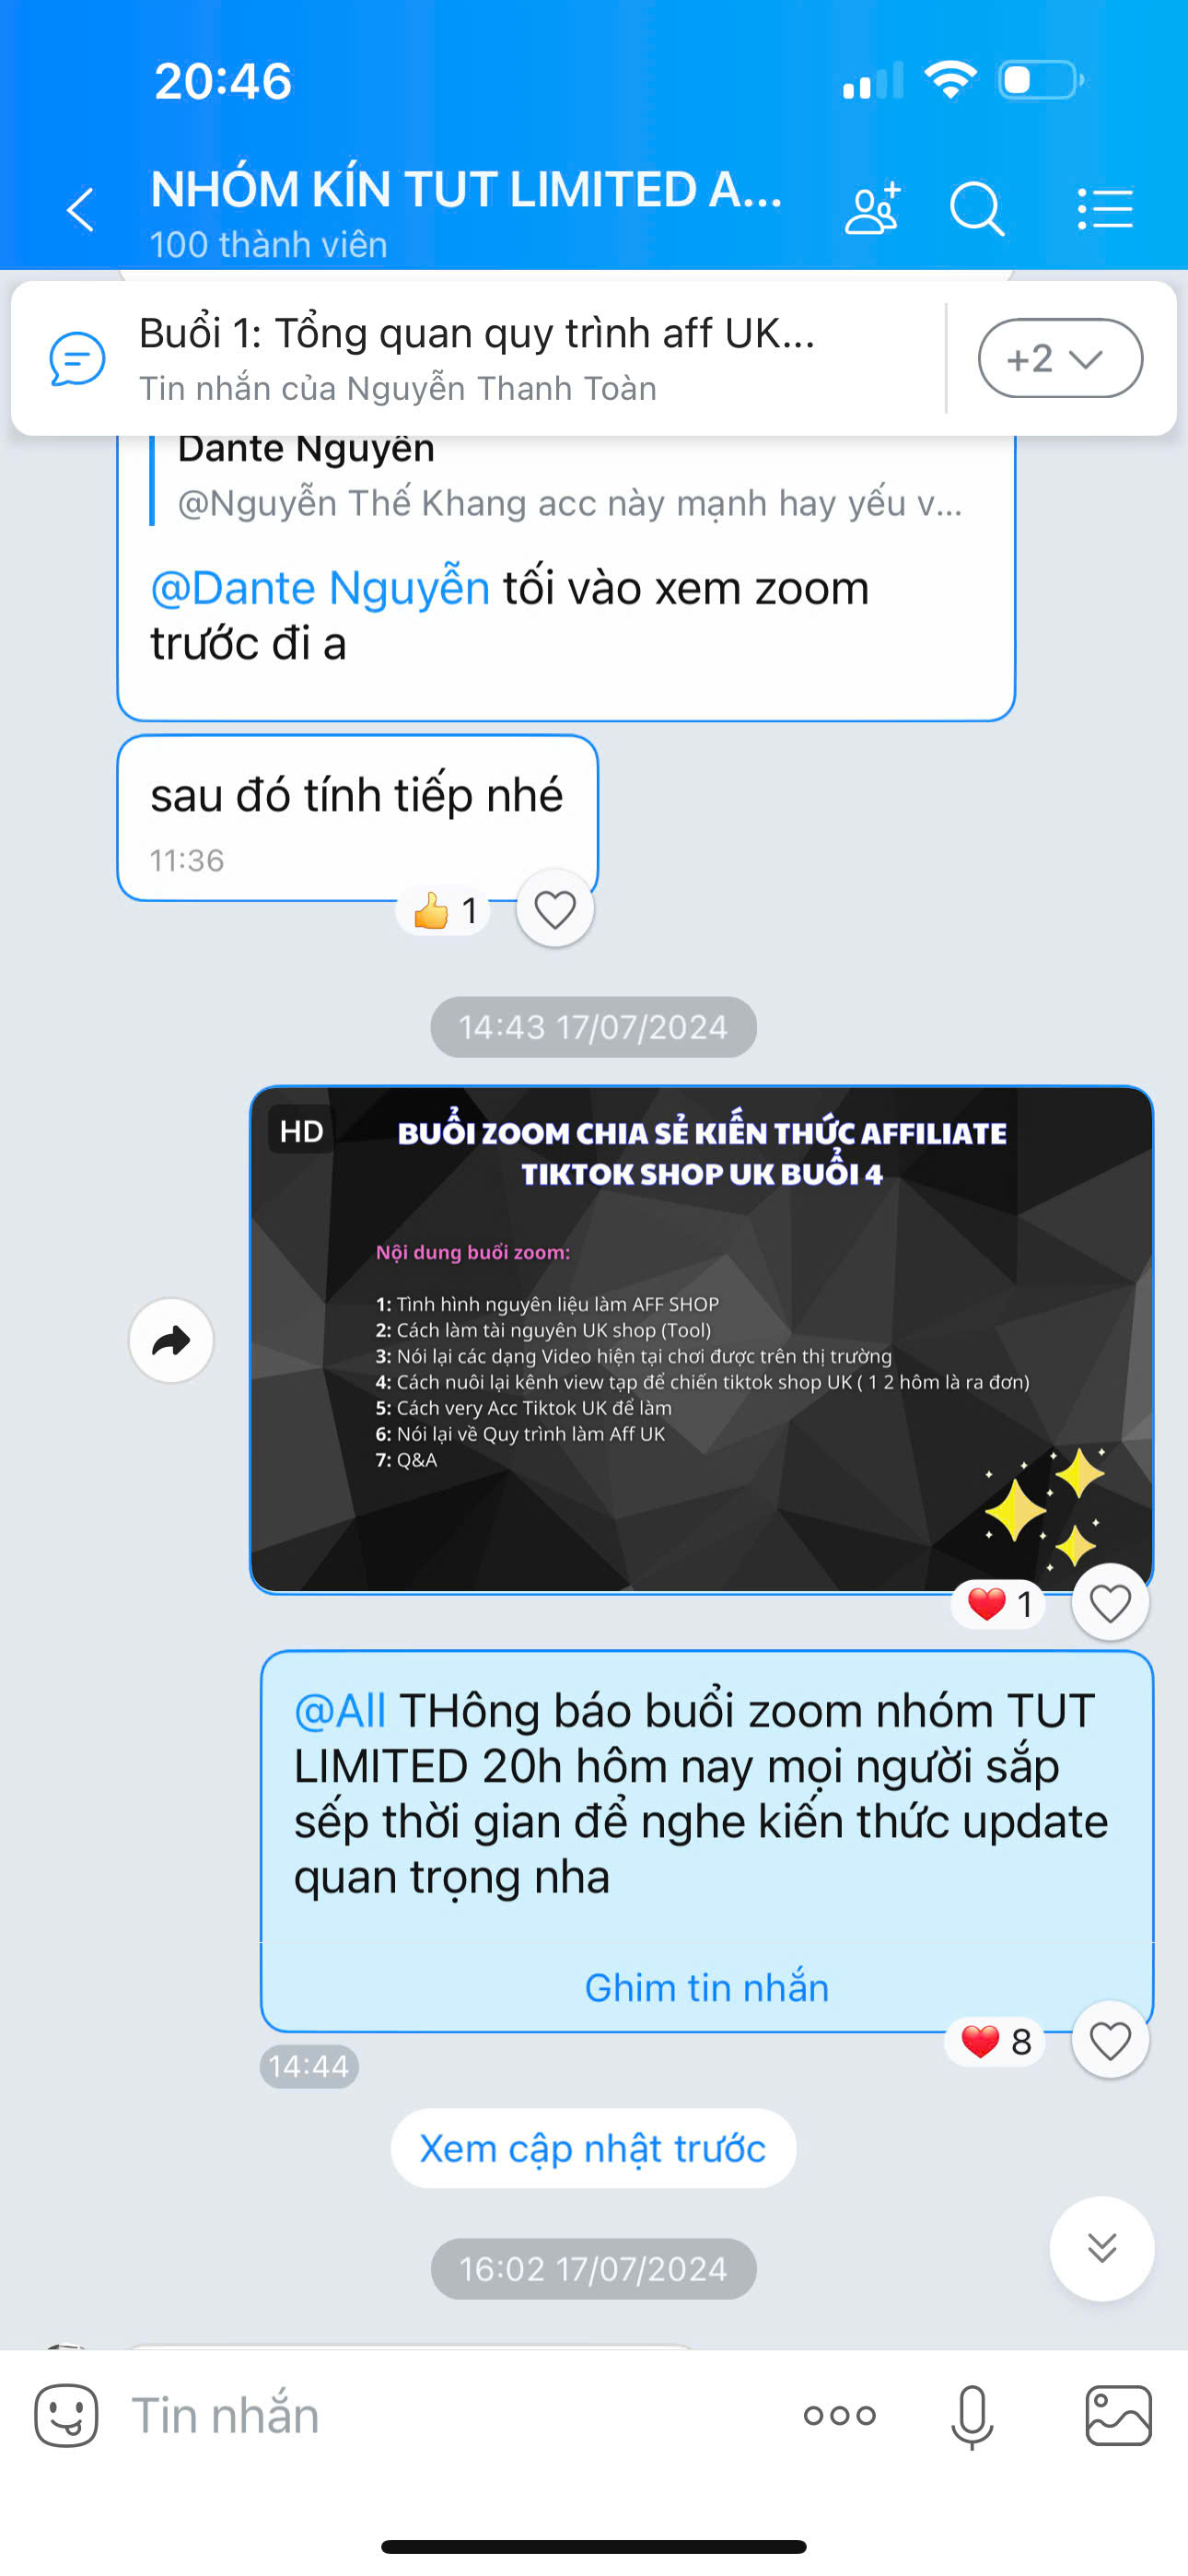 20:46
NHÓM KÍN TUT LIMITED A...
100 thành viên
Buổi 1: Tổng quan quy trình aff UK...
Tin nhắn của Nguyễn Thanh Toàn
+2
Dante Nguyễn
@Nguyễn Thế Khang acc này mạnh hay yếu v...
@Dante Nguyễn tối vào xem zoom
trước đi a
sau đó tính tiếp nhé
11:36
1
14:43 17/07/2024
HD
BUỔI ZOOM CHIA SẺ KIẾN THỨC AFFILIATE
TIKTOK SHOP UK BUỔI 4
Nội dung buổi zoom:
1: Tình hình nguyên liệu làm AFF SHOP
2: Cách làm tài nguyên UK shop (Tool)
3: Nói lại các dạng Video hiện tại chơi được trên thị trường
4: Cách nuôi lại kênh view tạp để chiến tiktok shop UK ( 1 2 hôm là ra đơn)
5: Cách very Acc Tiktok UK để làm
6: Nói lại về Quy trình làm Aff UK
7: Q&A
1
@All THông báo buổi zoom nhóm TUT
LIMITED 20h hôm nay mọi người sắp
sếp thời gian để nghe kiến thức update
quan trọng nha
Ghim tin nhắn
8
14:44
Xem cập nhật trước
16:02 17/07/2024
Tin nhắn